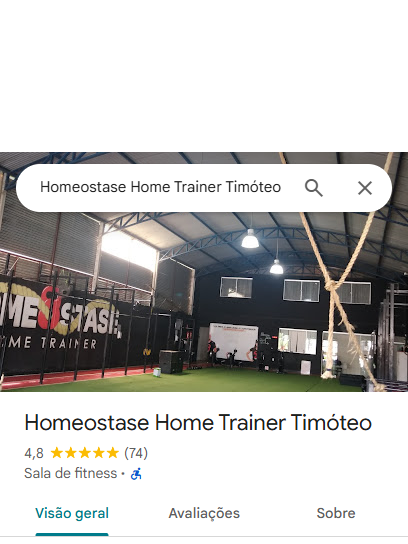 Homeostase Home Trainer Timóteo
HOME TRAINER
Homeostase Home Trainer Timóteo
4,8 (74)
Sala de fitness ·
Visão geral
Avaliações
Sobre